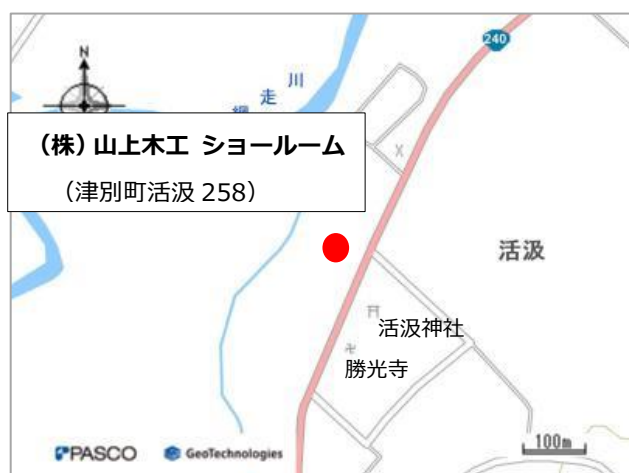 240
N
川
走
網
(株)山上木工 ショールーム
(津別町活汲 258)
活汲
活汲神社
勝光寺
100m
PASCO
GeoTechnologies